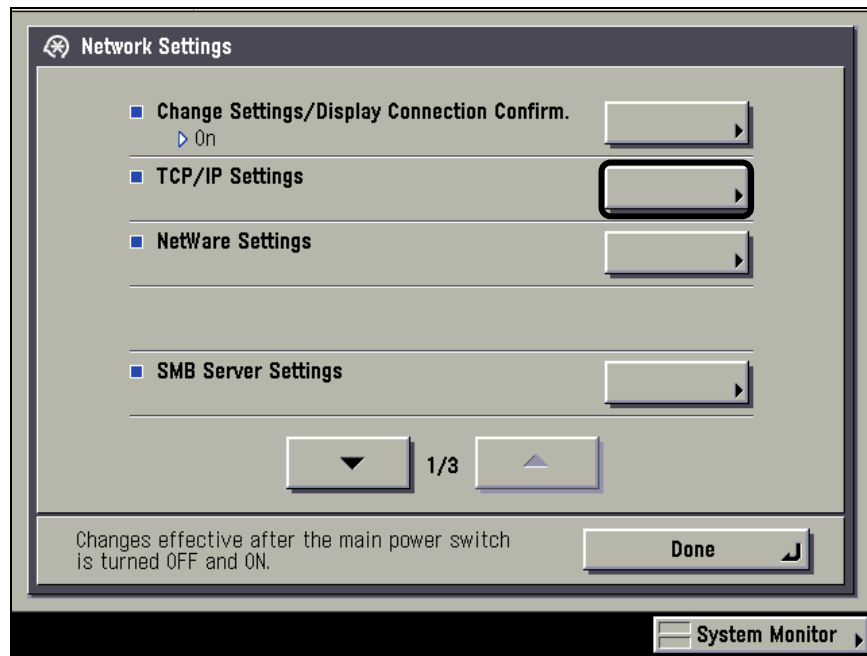 Network Settings
Change Settings/Display Connection Confirm.
On
TCP/IP Settings
NetWare Settings
SMB Server Settings
1/3
Changes effective after the main power switch
is turned OFF and ON.
Done
System Monitor